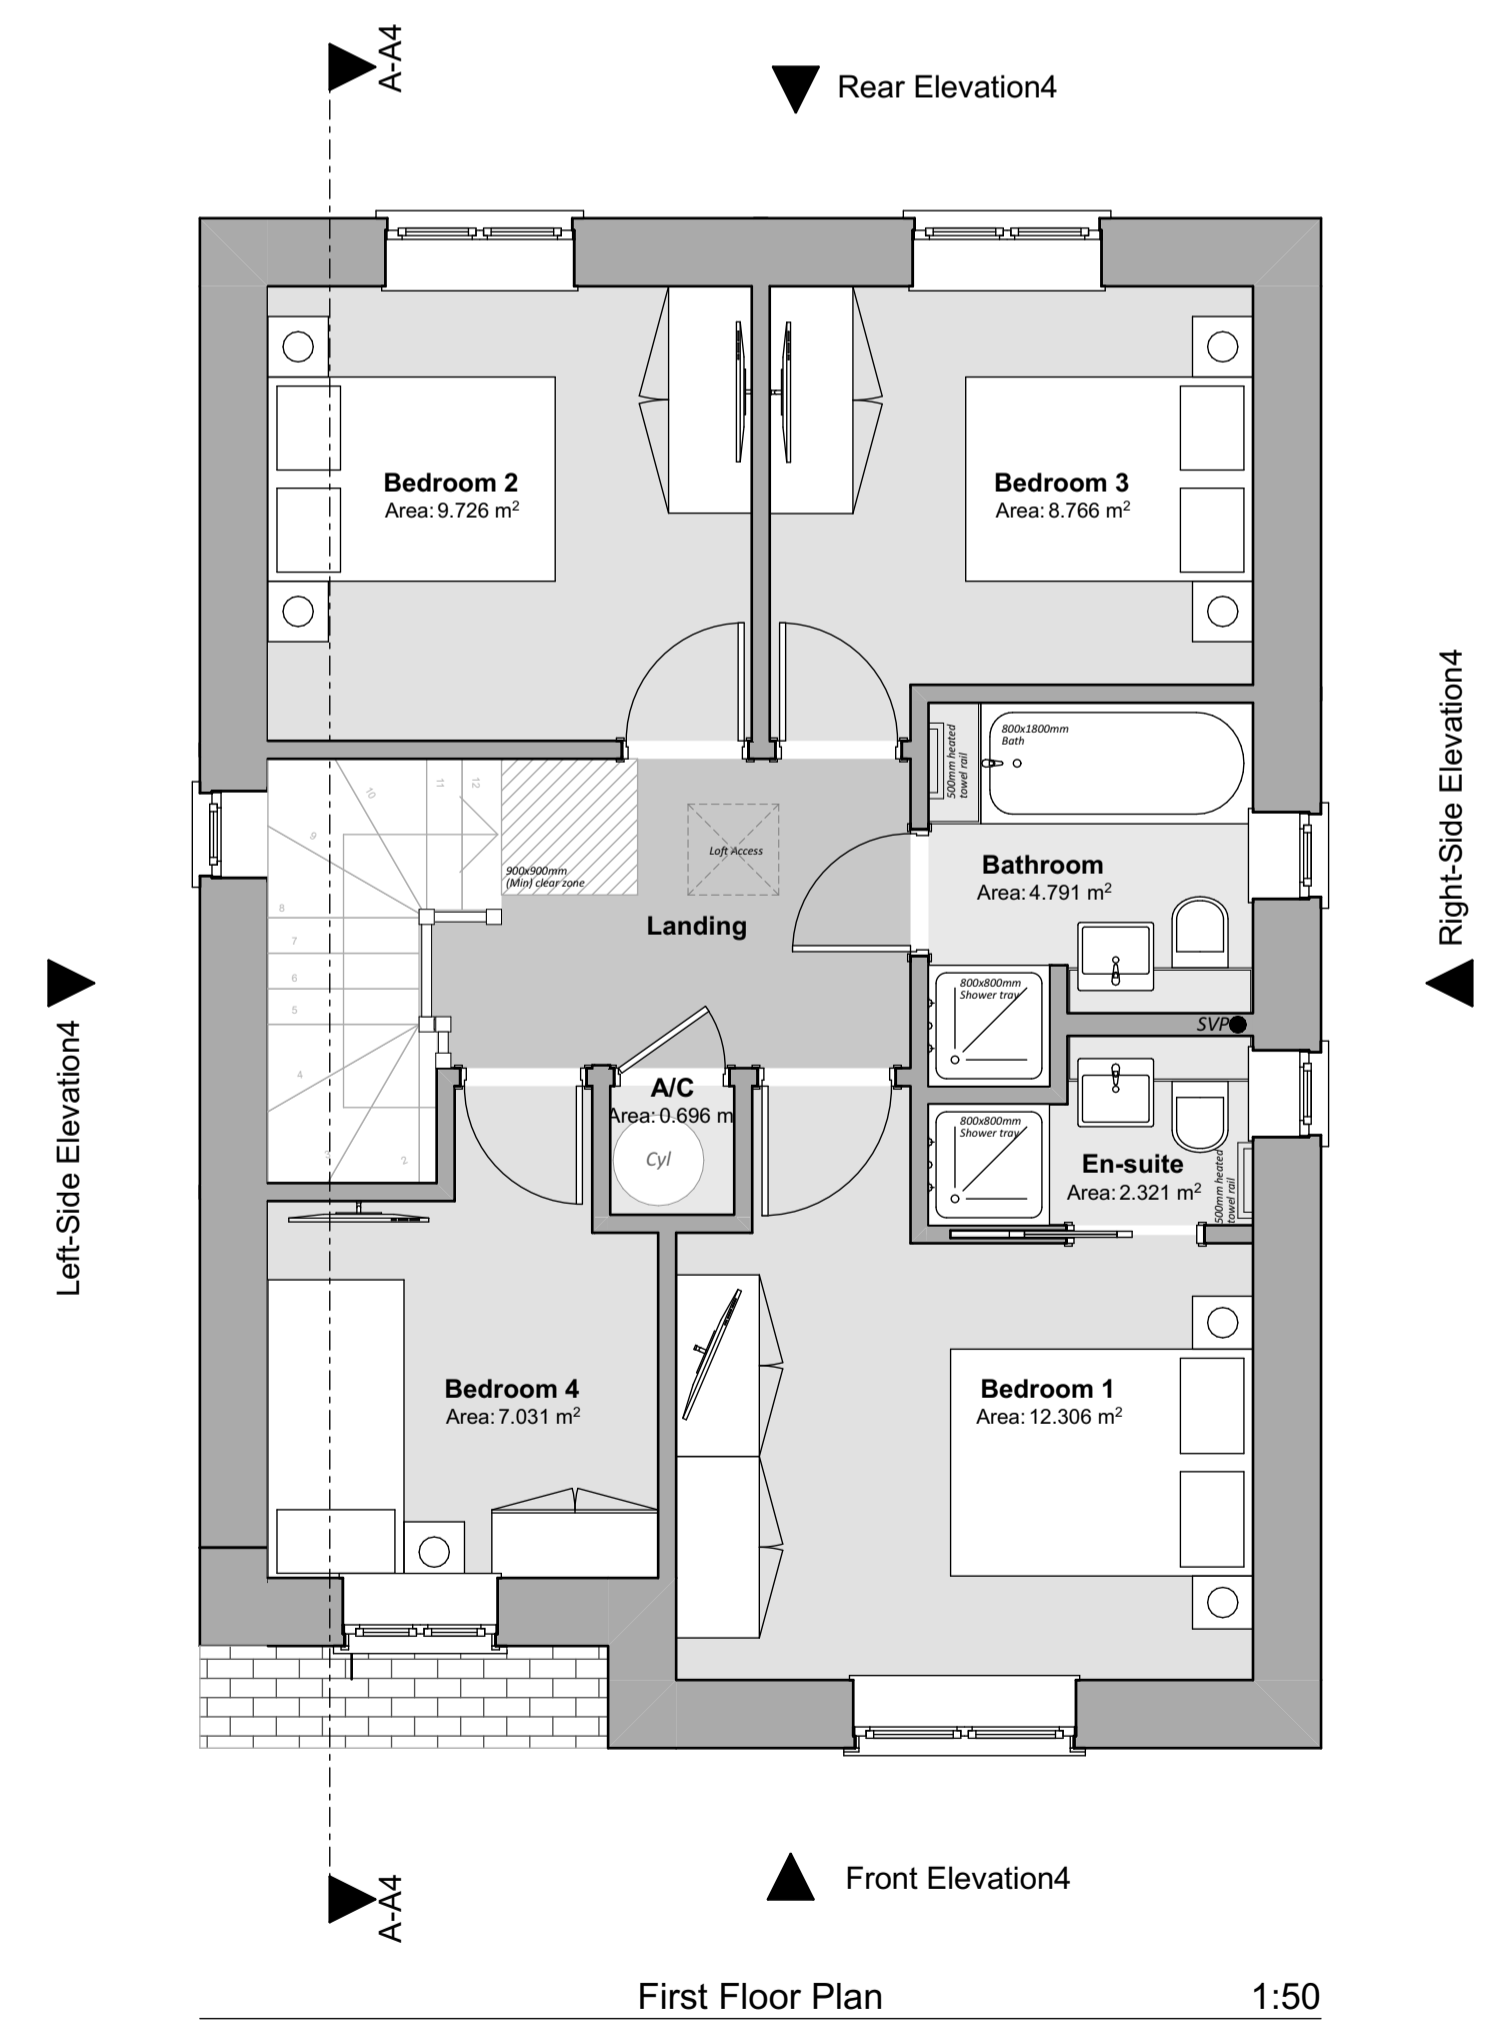 A-A4
Rear Elevation4
Bedroom 2
Area: 9.726 m²
Bedroom 3
Area: 8.766 m²
500mm heated
towel rail
800x1800mm
Bath
12
11
10
9
8
7
6
5
4
3
2
900x900mm
(Min) clear zone
Loft Access
Landing
Bathroom
Area: 4.791 m²
800x800mm
Shower tray
SVP
A/C
Area: 0.696 m
Cyl
800x800mm
Shower tray
En-suite
Area: 2.321 m²
500mm heated
towel rail
Left-Side Elevation4
Right-Side Elevation4
Bedroom 4
Area: 7.031 m²
Bedroom 1
Area: 12.306 m²
A-A4
Front Elevation4
First Floor Plan
1:50